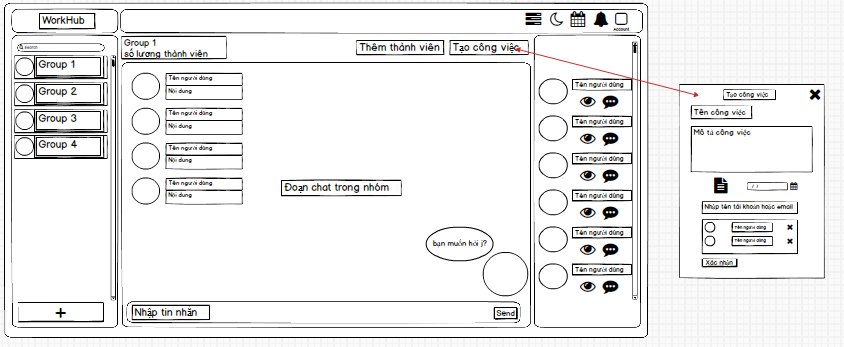 WorkHub
Account
Search
Group 1
Group 2
Group 3
Group 4
+
Group 1
số lượng thành viên
Thêm thành viên
Tạo công việc
Tên người dùng
Nội dung
Tên người dùng
Nội dung
Tên người dùng
Nội dung
Tên người dùng
Nội dung
Đoạn chat trong nhóm
bạn muốn hỏi j?
Nhập tin nhắn
Send
Tên người dùng
Tên người dùng
Tên người dùng
Tên người dùng
Tên người dùng
Tên người dùng
Tạo công việc
Tên công việc
Mô tả công việc
/ /
Nhập tên tài khoản hoặc email
Tên người dùng
Tên người dùng
Xác nhận